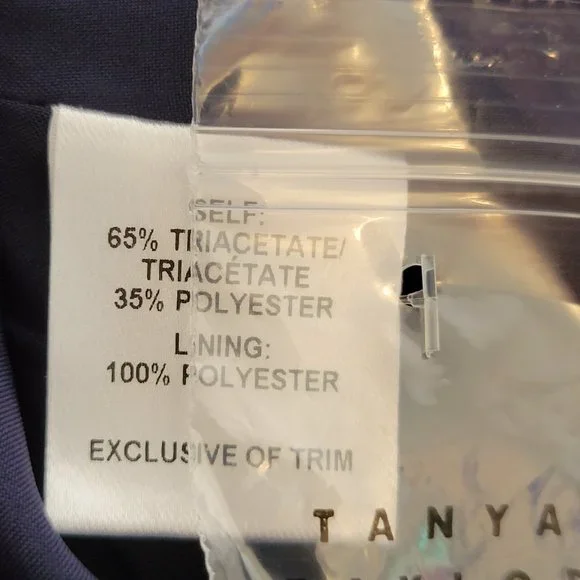 SELF:
65% TRIACETATE/
TRIACÉTATE
35% POLYESTER
LINING:
100% POLYESTER
EXCLUSIVE OF TRIM
TANYA